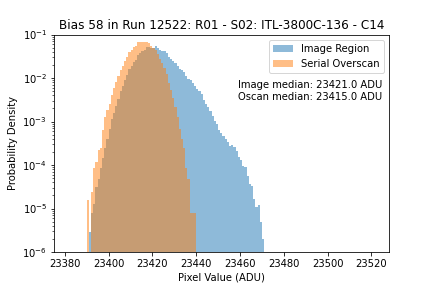 Bias 58 in Run 12522: R01 - S02: ITL-3800C-136 - C14
Image Region
Serial Overscan
Image median: 23421.0 ADU
Oscan median: 23415.0 ADU
Probability Density
10⁻¹
10⁻²
10⁻³
10⁻⁴
10⁻⁵
10⁻⁶
23380 23400 23420 23440 23460 23480 23500 23520
Pixel Value (ADU)